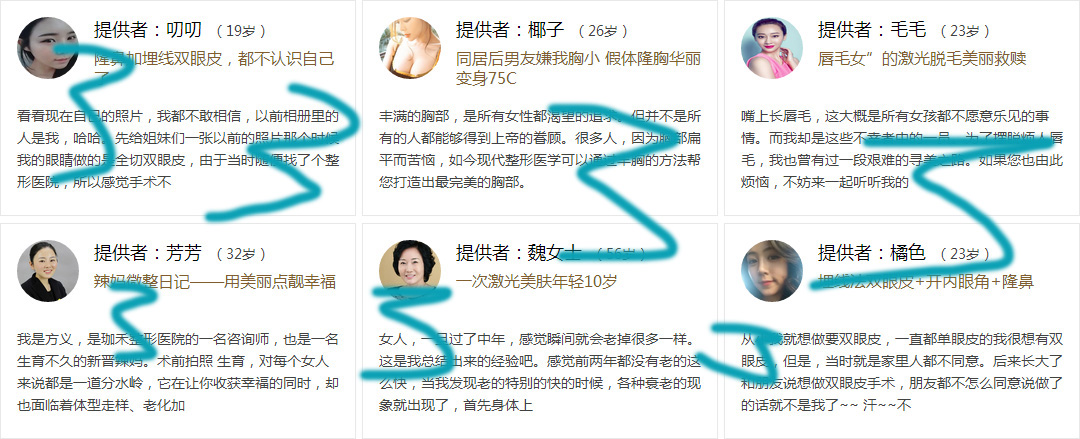 提供者：叨叨 （19岁）
隆鼻加埋线双眼皮，都不认识自己
了
看看现在自己的照片，我都不敢相信，以前相册里的
人是我，哈哈。先给姐妹们一张以前的照片那个时候
我的眼睛做的是全切双眼皮，由于当时随便找了个整
形医院，所以感觉手术不
提供者：椰子 （26岁）
同居后男友嫌我胸小 假体隆胸华丽
变身75C
丰满的胸部，是所有女性都渴望的追求。但并不是所
有的人都能够得到上帝的眷顾。很多人，因为胸部扁
平而苦恼，如今现代整形医学可以通过丰胸的方法帮
您打造出最完美的胸部。
提供者：毛毛 （23岁）
唇毛女”的激光脱毛美丽救赎
嘴上长唇毛，这大概是所有女孩都不愿意乐见的事
情。而我却是这些不幸者中的一员。为了摆脱烦人唇
毛，我也曾有过一段艰难的寻美之路。如果您也由此
烦恼，不妨来一起听听我的
提供者：芳芳 （32岁）
辣妈微整日记——用美丽点靓幸福
我是方义，是珈禾整形医院的一名咨询师，也是一名
生育不久的新晋辣妈。术前拍照 生育，对每个女人
来说都是一道分水岭，它在让你收获幸福的同时，却
也面临着体型走样、老化加
提供者：魏女士 （56岁）
一次激光美肤年轻10岁
女人，一旦过了中年，感觉瞬间就会老掉很多一样。
这是我总结出来的经验吧。感觉前两年都没有老的这
么快，当我发现老的特别的快的时候，各种衰老的现
象就出现了，首先身体上
提供者：橘色 （23岁）
埋线法双眼皮+开内眼角+隆鼻
从小我就想做要双眼皮，一直都单眼皮的我很想有双
眼皮，但是，当时就是家里人都不同意。后来长大了
和朋友说想做双眼皮手术，朋友都不怎么同意说做了
的话就不是我了~~ 汗~~不